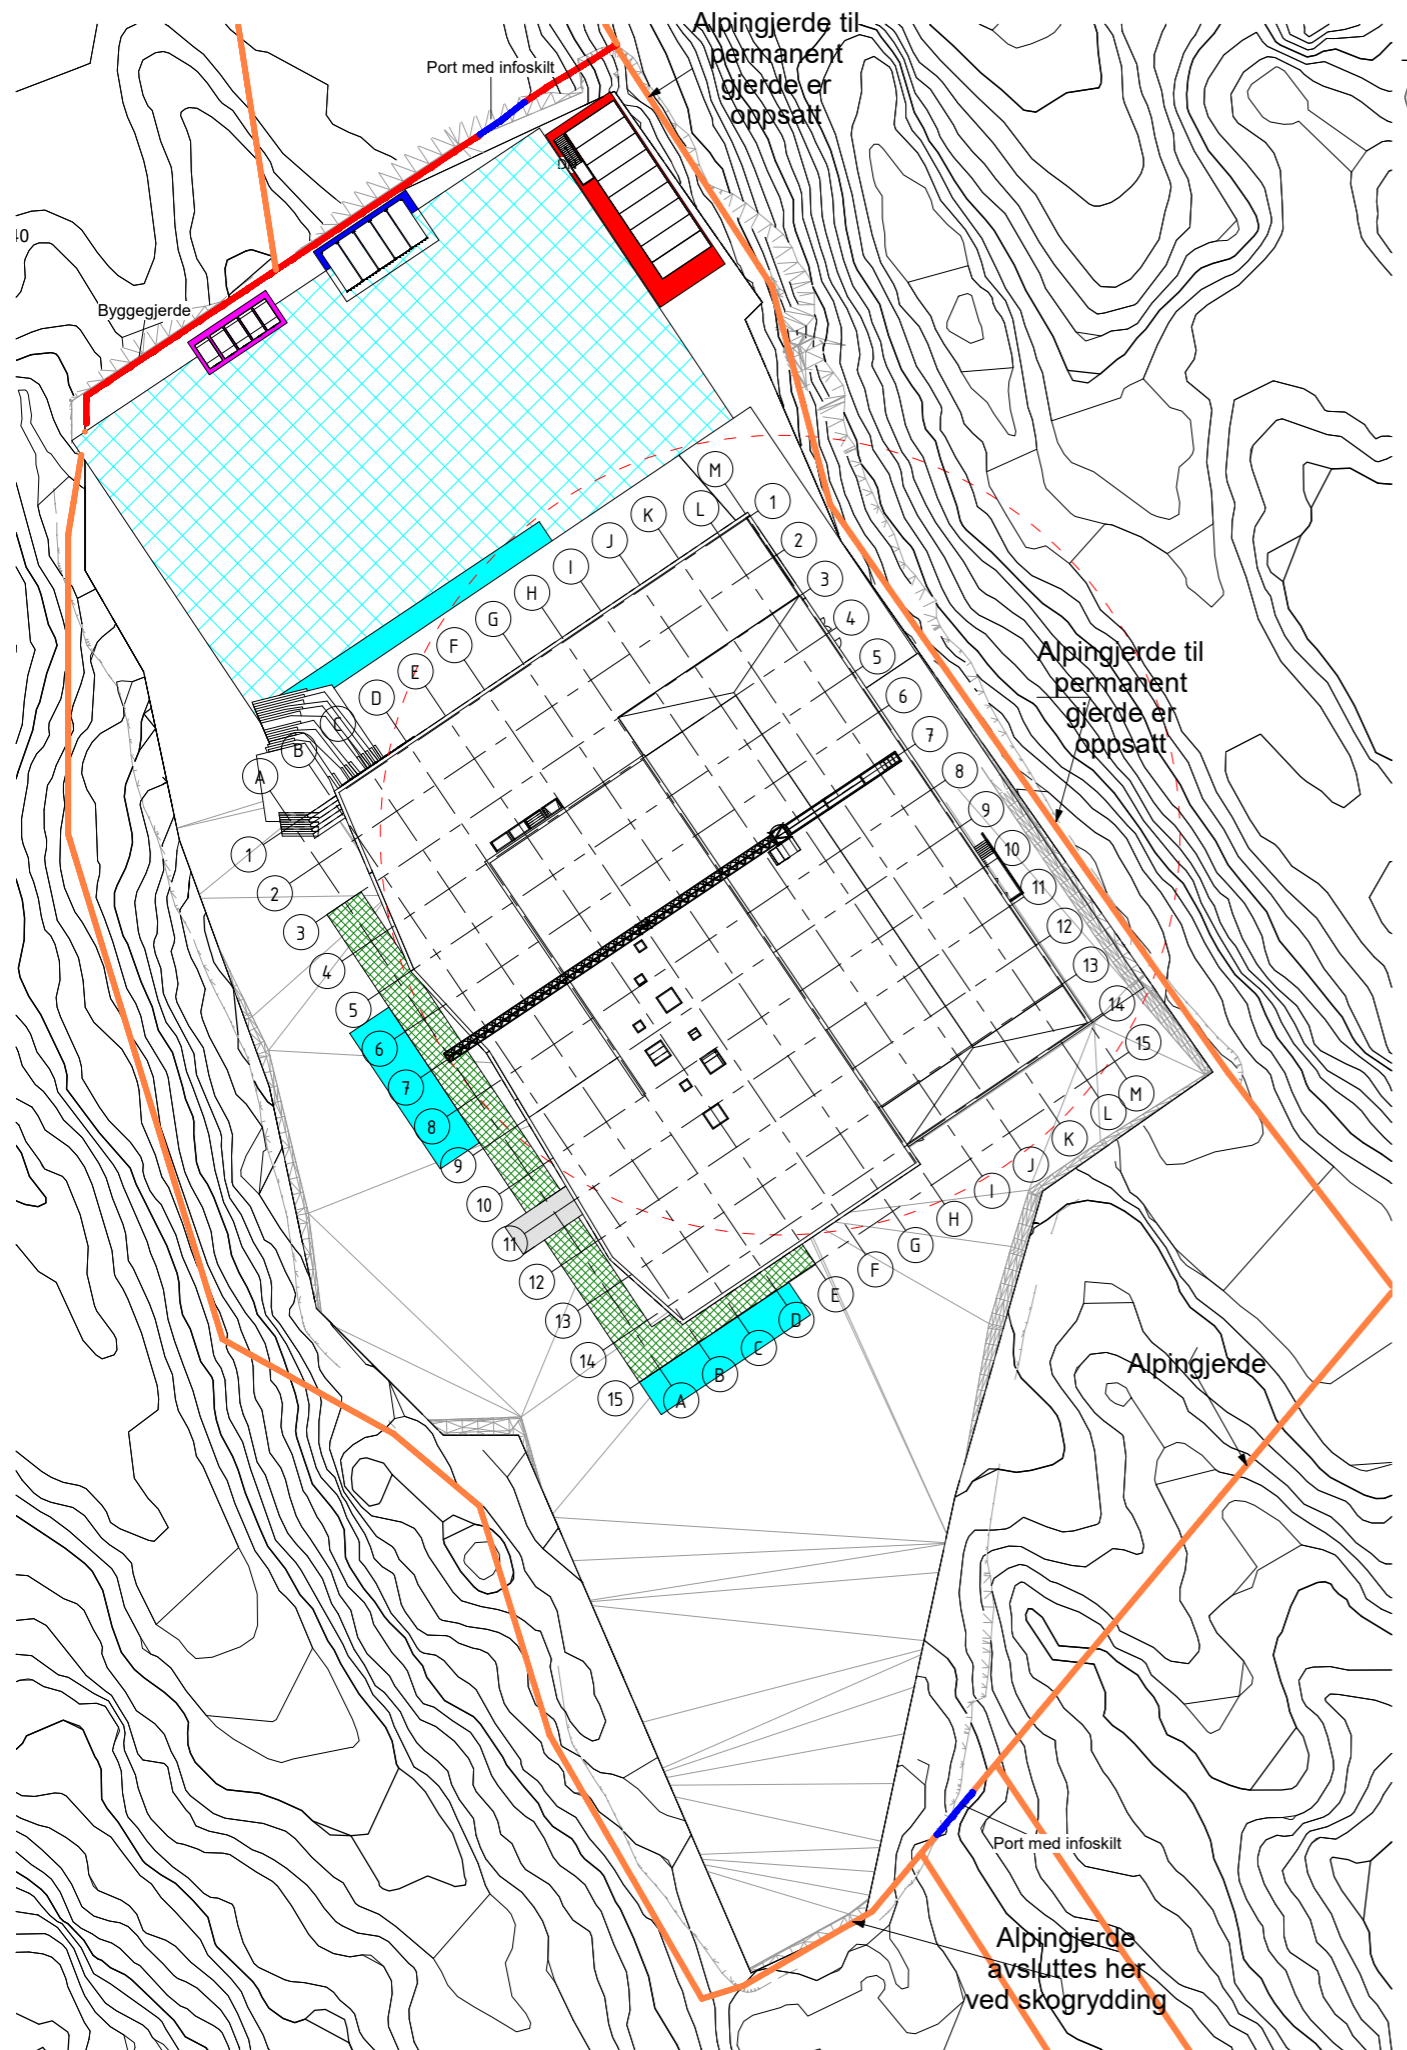 Alpingjerde til
permanent
gjerde er
oppsatt
Port med infoskilt
Byggegjerde
M
L
K
J
I
H
G
F
E
D
C
B
A
1
2
3
4
5
6
7
8
9
10
11
12
13
14
15
1
2
3
4
5
6
7
8
9
10
11
12
13
14
15
Alpingjerde til
permanent
gjerde er
oppsatt
M
L
K
J
I
H
G
F
E
D
C
B
A
Alpingjerde
Port med infoskilt
Alpingjerde
avsluttes her
ved skogrydding